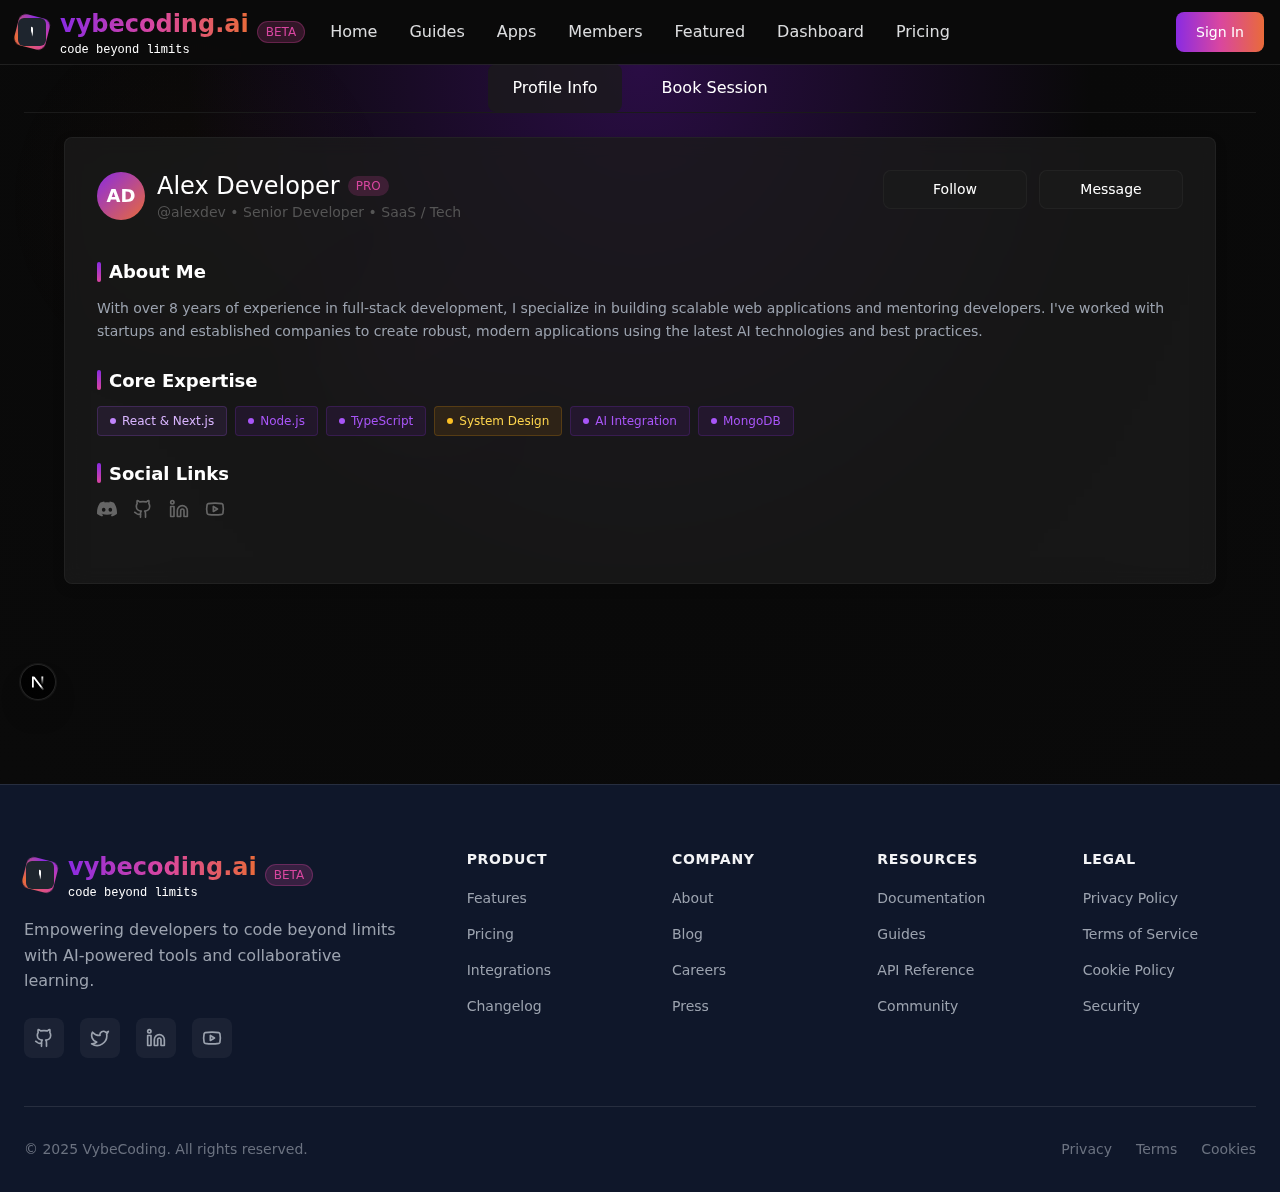 vybecoding.ai BETA
code beyond limits
Home Guides Apps Members Featured Dashboard Pricing
Sign In
Profile Info Book Session
AD
Alex Developer PRO
@alexdev • Senior Developer • SaaS / Tech
Follow Message
About Me
With over 8 years of experience in full-stack development, I specialize in building scalable web applications and mentoring developers. I've worked with
startups and established companies to create robust, modern applications using the latest AI technologies and best practices.
Core Expertise
React & Next.js Node.js TypeScript System Design AI Integration MongoDB
Social Links
N
vybecoding.ai BETA
code beyond limits
Empowering developers to code beyond limits
with AI-powered tools and collaborative
learning.
PRODUCT
Features
Pricing
Integrations
Changelog
COMPANY
About
Blog
Careers
Press
RESOURCES
Documentation
Guides
API Reference
Community
LEGAL
Privacy Policy
Terms of Service
Cookie Policy
Security
© 2025 VybeCoding. All rights reserved.
Privacy Terms Cookies